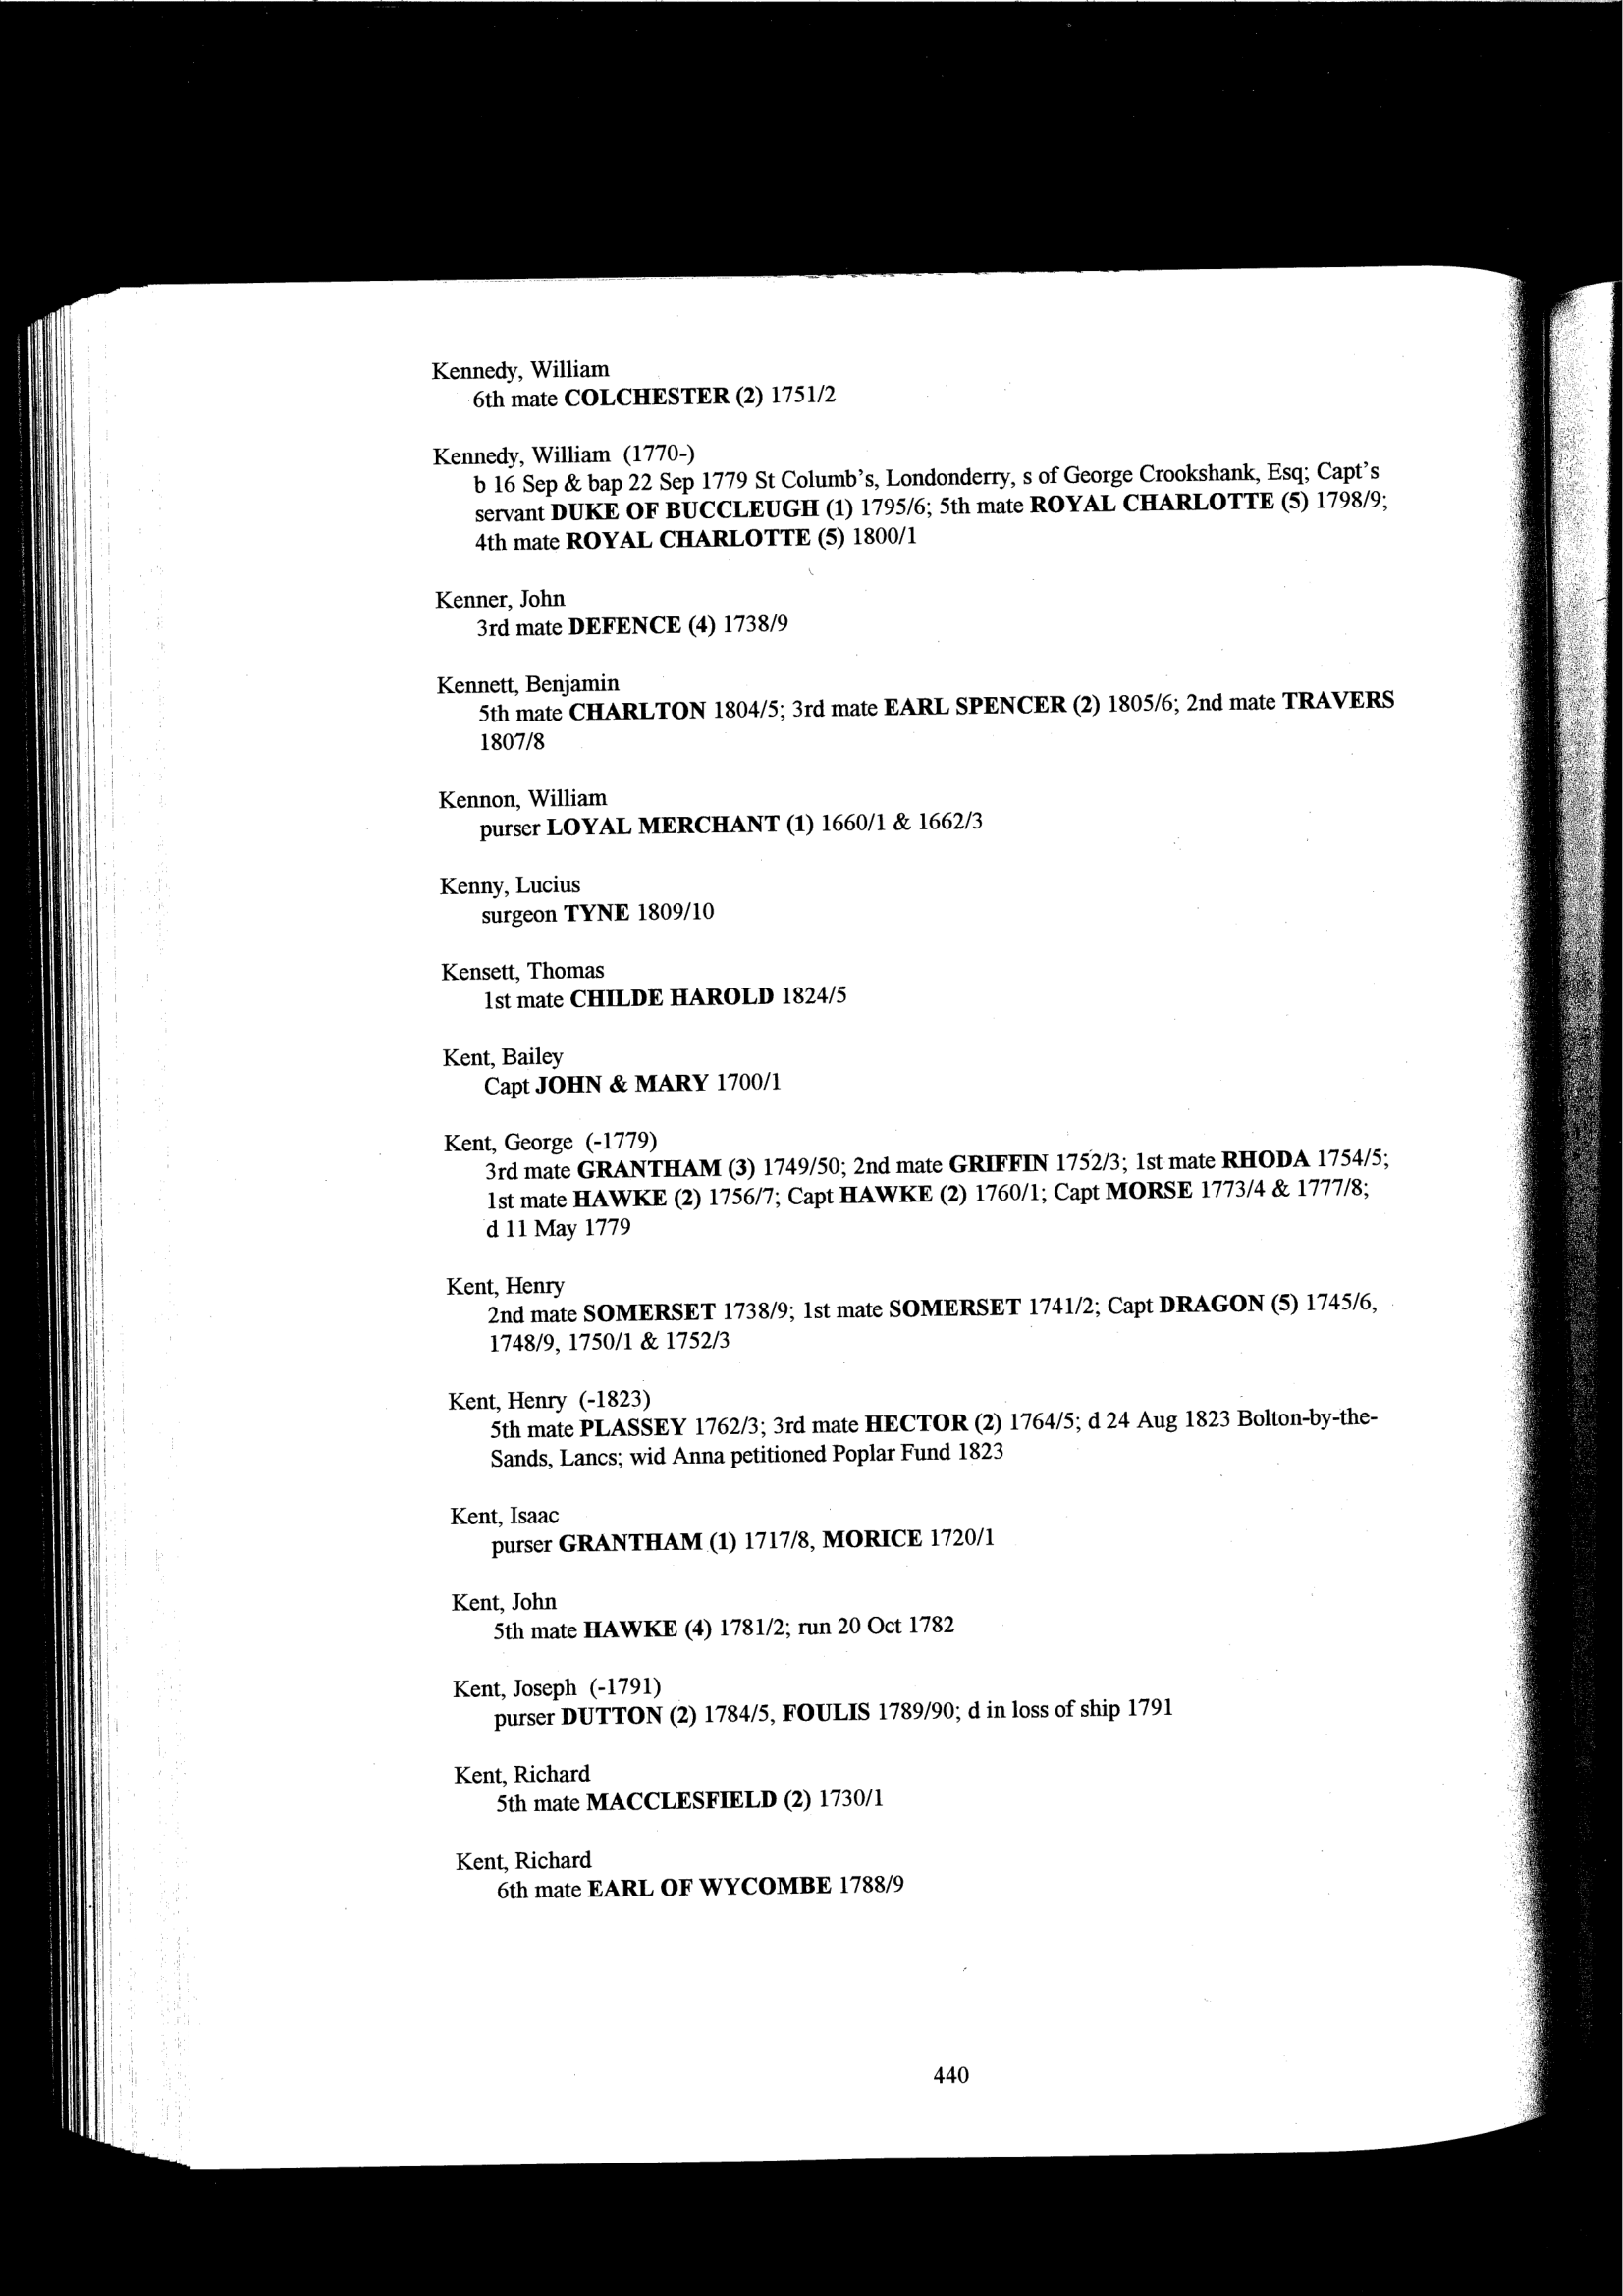 Kennedy, William
6th mate COLCHESTER (2) 1751/2
Kennedy, William (1770-)
b 16 Sep & bap 22 Sep 1779 St Columb's, Londonderry, s of George Crookshank, Esq; Capt's
servant DUKE OF BUCCLEUGH (1) 1795/6; 5th mate ROYAL CHARLOTTE (5) 1798/9;
4th mate ROYAL CHARLOTTE (5) 1800/1
Kenner, John
3rd mate DEFENCE (4) 1738/9
Kennett, Benjamin
5th mate CHARLTON 1804/5; 3rd mate EARL SPENCER (2) 1805/6; 2nd mate TRAVERS
1807/8
Kennon, William
purser LOYAL MERCHANT (1) 1660/1 & 1662/3
Kenny, Lucius
surgeon TYNE 1809/10
Kensett, Thomas
1st mate CHILDE HAROLD 1824/5
Kent, Bailey
Capt JOHN & MARY 1700/1
Kent, George (-1779)
3rd mate GRANTHAM (3) 1749/50; 2nd mate GRIFFIN 1752/3; 1st mate RHODA 1754/5;
1st mate HAWKE (2) 1756/7; Capt HAWKE (2) 1760/1; Capt MORSE 1773/4 & 1777/8;
d 11 May 1779
Kent, Henry
2nd mate SOMERSET 1738/9; 1st mate SOMERSET 1741/2; Capt DRAGON (5) 1745/6,
1748/9, 1750/1 & 1752/3
Kent, Henry (-1823)
5th mate PLASSEY 1762/3; 3rd mate HECTOR (2) 1764/5; d 24 Aug 1823 Bolton-by-the-
Sands, Lancs; wid Anna petitioned Poplar Fund 1823
Kent, Isaac
purser GRANTHAM (1) 1717/8, MORICE 1720/1
Kent, John
5th mate HAWKE (4) 1781/2; run 20 Oct 1782
Kent, Joseph (-1791)
purser DUTTON (2) 1784/5, FOULIS 1789/90; d in loss of ship 1791
Kent, Richard
5th mate MACCLESFIELD (2) 1730/1
Kent, Richard
6th mate EARL OF WYCOMBE 1788/9
440